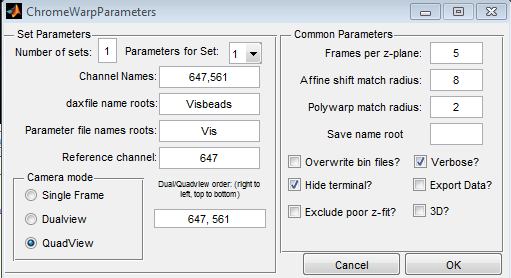 ChromeWarpParameters
Set Parameters
Number of sets: 1 Parameters for Set: 1
Channel Names: 647,561
daxfile name roots: Visbeads
Parameter file names roots: Vis
Reference channel: 647
Camera mode
Single Frame
Dualview
QuadView
Dual/Quadview order: (right to
left, top to bottom)
647, 561
Common Parameters
Frames per z-plane: 5
Affine shift match radius: 8
Polywarp match radius: 2
Save name root
Overwrite bin files? Verbose?
Hide terminal? Export Data?
Exclude poor z-fit? 3D?
Cancel OK